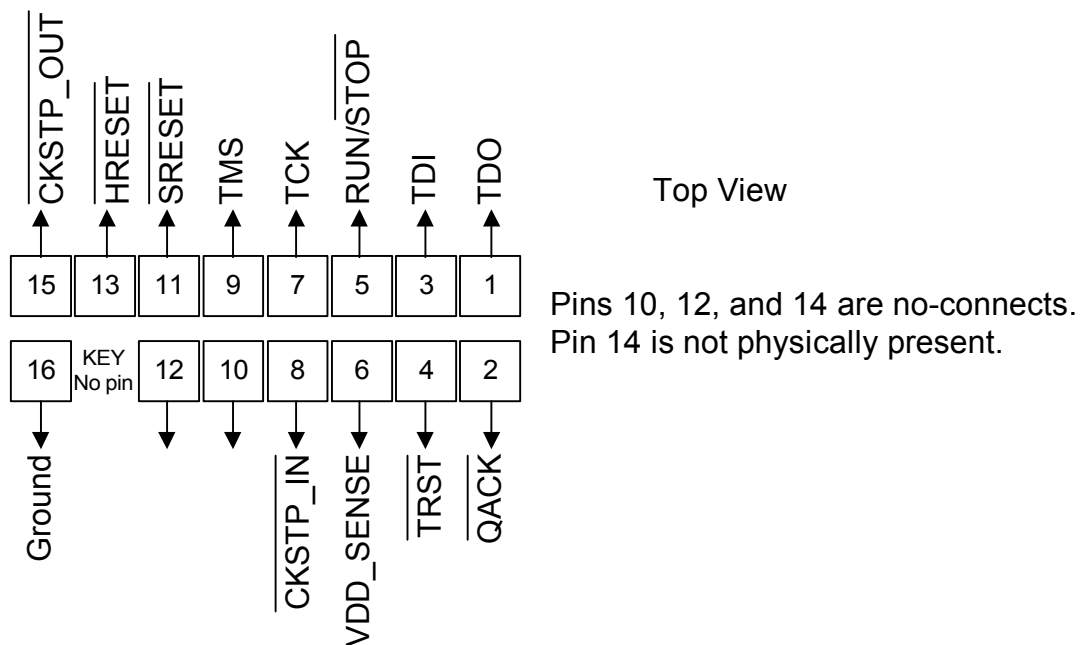 CKSTP_OUT
HRESET
SRESET
TMS
TCK
RUN/STOP
TDI
TDO
Top View
15
13
11
9
7
5
3
1
Pins 10, 12, and 14 are no-connects.
Pin 14 is not physically present.
16
KEY
No pin
12
10
8
6
4
2
Ground
CKSTP_IN
VDD_SENSE
TRST
QACK